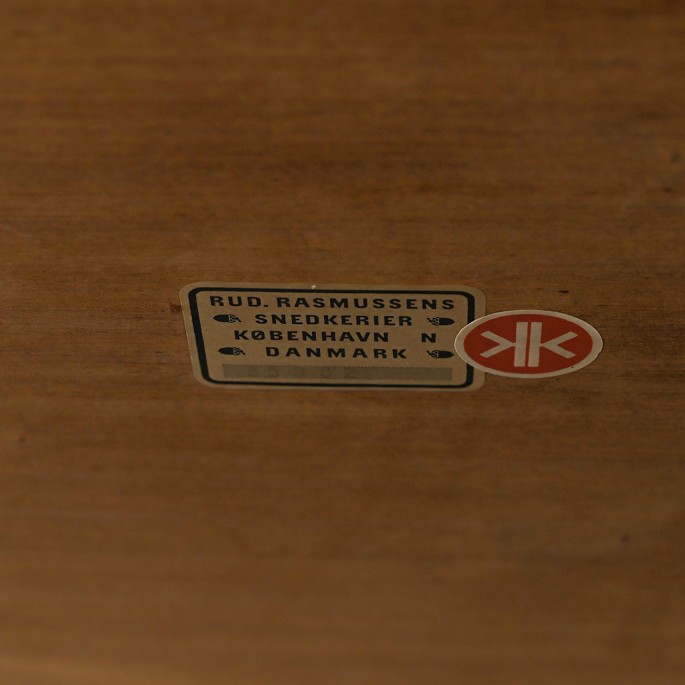 RUD. RASMUSSENS
SNEDKERIER
KØBENHAVN N
DANMARK